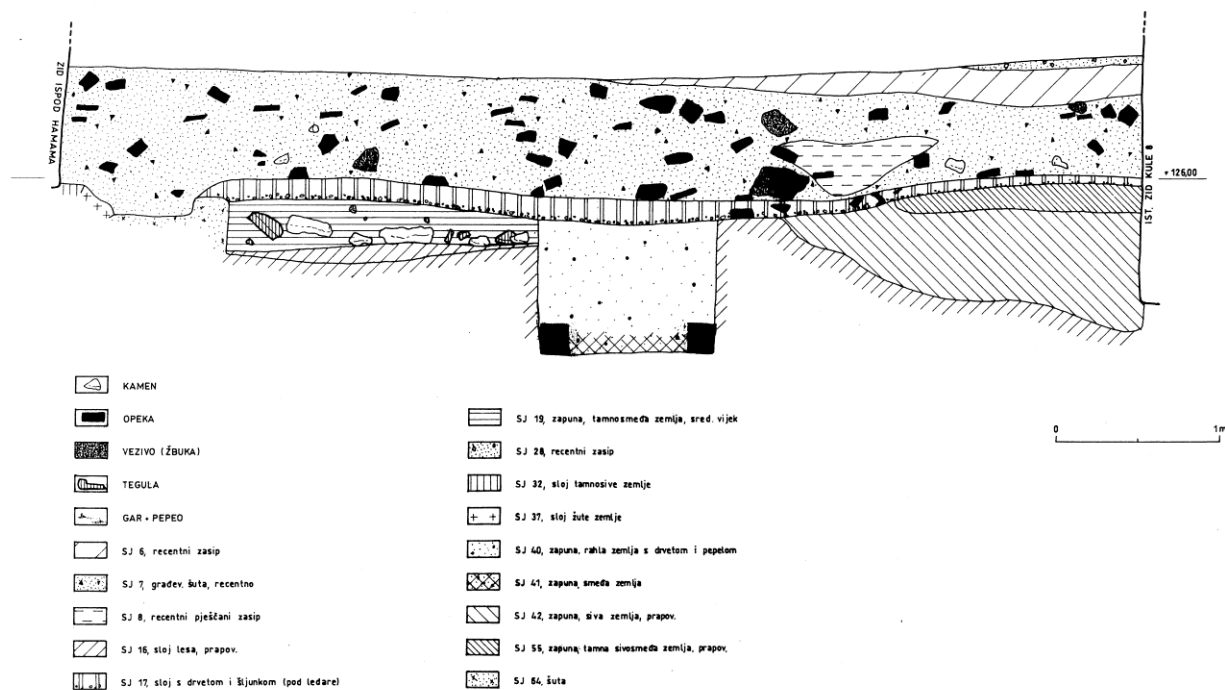 ZID ISPOD HAMAMA
IST. ZID KULE 8
126,00
KAMEN
OPEKA
VEZIVO (ŽBUKA)
TEGULA
GAR + PEPEO
SJ 6, recentni zasip
SJ 7, građev. šuta, recentno
SJ 8, recentni pješčani zasip
SJ 16, sloj lesa, prapov.
SJ 17, sloj s drvetom i šljunkom (pod ledare)
SJ 19, zapuna, tamnosmeđa zemlja, sred. vijek
SJ 28, recentni zasip
SJ 32, sloj tamnosive zemlje
SJ 37, sloj žute zemlje
SJ 40, zapuna, rahla zemlja s drvetom i pepelom
SJ 41, zapuna, smeđa zemlja
SJ 42, zapuna, siva zemlja, prapov.
SJ 55, zapuna, tamna sivosmeđa zemlja, prapov.
SJ 64, šuta
0 1m